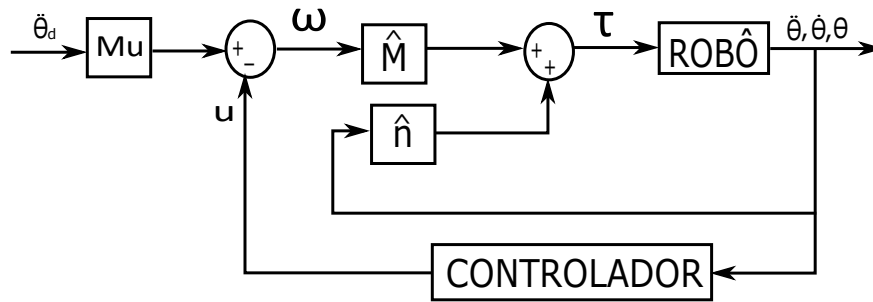 θ̈d
Mu
+
−
ω
M̂
+
+
τ
ROBÔ
θ̈, θ̇, θ
u
n̂
CONTROLADOR